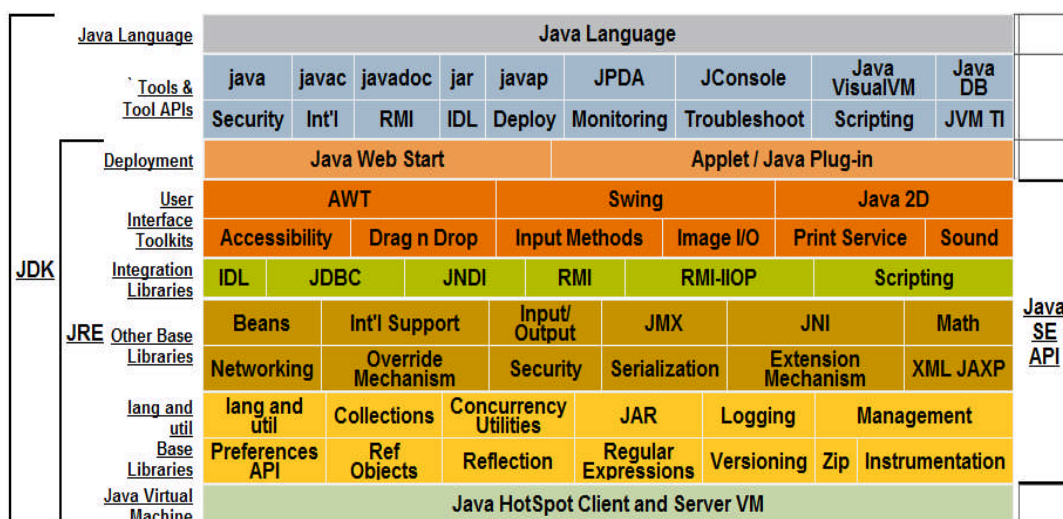 Java Language
Java Language
` Tools &
Tool APIs
java javac javadoc jar javap JPDA JConsole Java VisualVM Java DB
Security Int'l RMI IDL Deploy Monitoring Troubleshoot Scripting JVM TI
Deployment
Java Web Start Applet / Java Plug-in
User
Interface
Toolkits
AWT Swing Java 2D
Accessibility Drag n Drop Input Methods Image I/O Print Service Sound
Integration
Libraries
IDL JDBC JNDI RMI RMI-IIOP Scripting
JDK
JRE
Other Base
Libraries
Beans Int'l Support Input/ Output JMX JNI Math
Networking Override Mechanism Security Serialization Extension Mechanism XML JAXP
Java
SE
API
lang and
util
Base
Libraries
lang and util Collections Concurrency Utilities JAR Logging Management
Preferences API Ref Objects Reflection Regular Expressions Versioning Zip Instrumentation
Java Virtual
Machine
Java HotSpot Client and Server VM